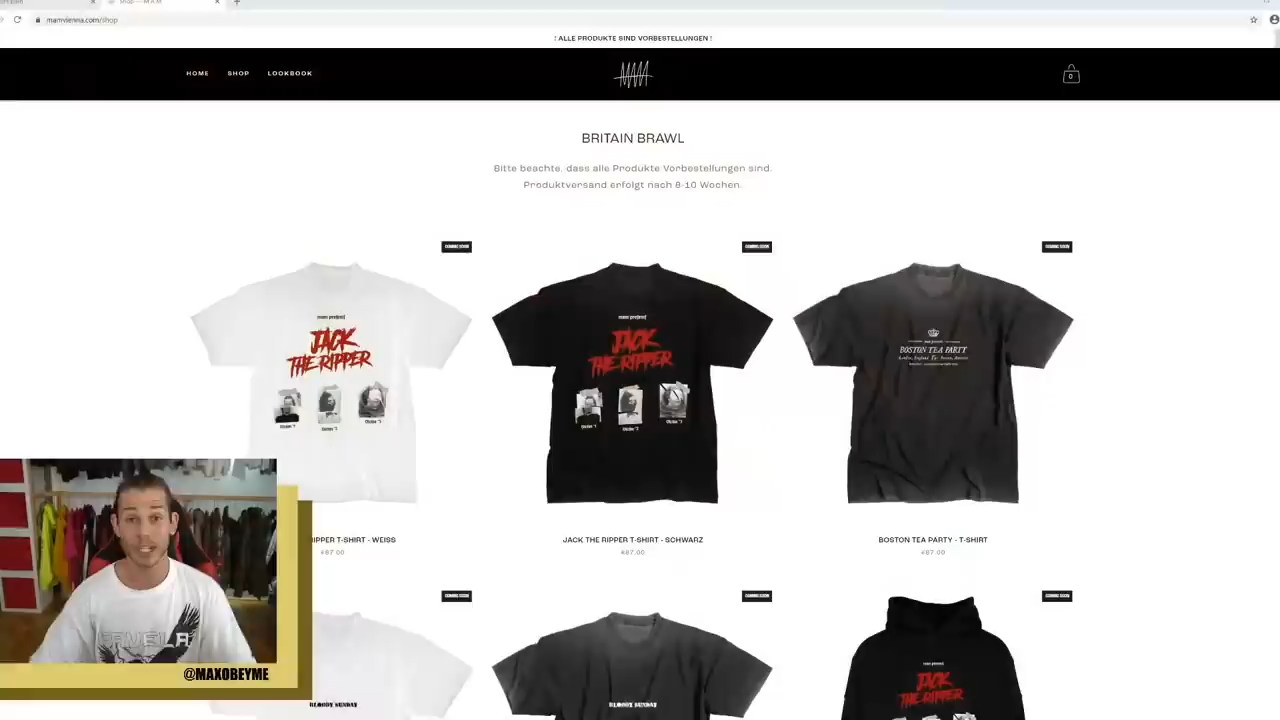 mamvienna.com/shop
! ALLE PRODUKTE SIND VORBESTELLUNGEN !
HOME SHOP LOOKBOOK
0
BRITAIN BRAWL
Bitte beachte, dass alle Produkte Vorbestellungen sind.
Produktversand erfolgt nach 8-10 Wochen.
COMING SOON
COMING SOON
COMING SOON
JACK
THE RIPPER
JACK
THE RIPPER
BOSTON TEA PARTY
RIPPER T-SHIRT - WEISS
€87.00
JACK THE RIPPER T-SHIRT - SCHWARZ
€87.00
BOSTON TEA PARTY - T-SHIRT
€87.00
COMING SOON
COMING SOON
COMING SOON
BLOODY SUNDAY
BLOODY SUNDAY
JACK
THE RIPPER
@MAXOBEYME